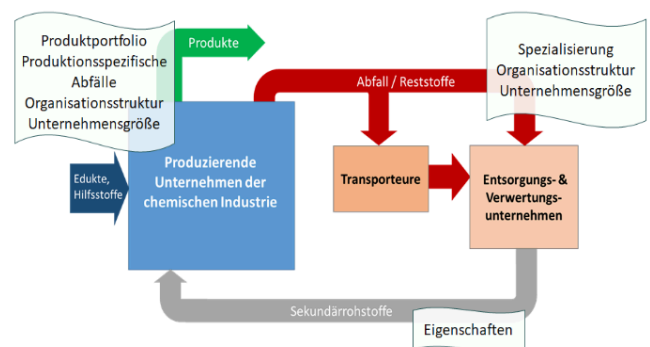 Produktportfolio
Produktionsspezifische
Abfälle
Organisationsstruktur
Unternehmensgröße
Produkte
Abfall / Reststoffe
Spezialisierung
Organisationsstruktur
Unternehmensgröße
Edukte,
Hilfsstoffe
Produzierende
Unternehmen der
chemischen Industrie
Transporteure
Entsorgungs- &
Verwertungs-
unternehmen
Sekundärrohstoffe
Eigenschaften